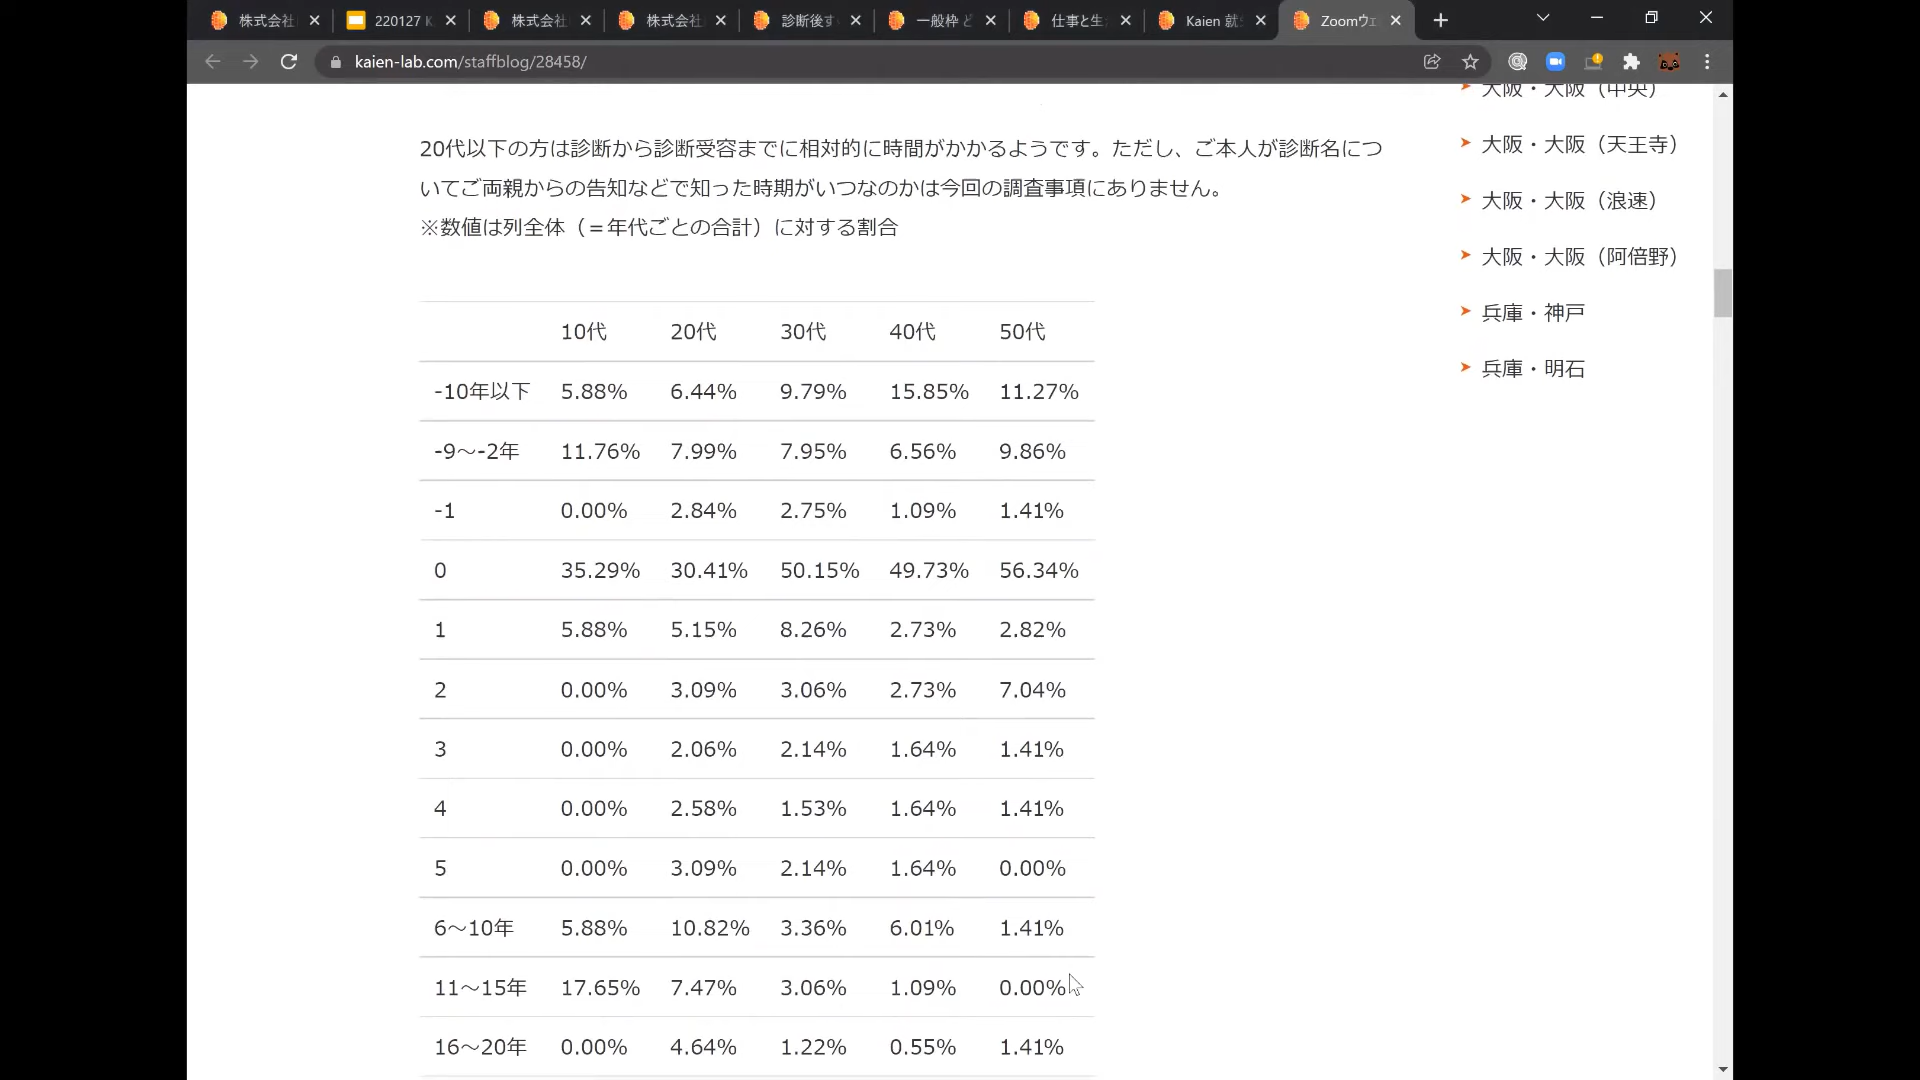 株式会社
220127 K
株式会社
株式会社
診断後す
一般枠 ど
仕事と生
Kaien 就
Zoomウェ
kaien-lab.com/staffblog/28458/
20代以下の方は診断から診断受容までに相対的に時間がかかるようです。ただし、ご本人が診断名につ
いてご両親からの告知などで知った時期がいつなのかは今回の調査事項にありません。
※数値は列全体（＝年代ごとの合計）に対する割合
10代 20代 30代 40代 50代
-10年以下 5.88% 6.44% 9.79% 15.85% 11.27%
-9～-2年 11.76% 7.99% 7.95% 6.56% 9.86%
-1 0.00% 2.84% 2.75% 1.09% 1.41%
0 35.29% 30.41% 50.15% 49.73% 56.34%
1 5.88% 5.15% 8.26% 2.73% 2.82%
2 0.00% 3.09% 3.06% 2.73% 7.04%
3 0.00% 2.06% 2.14% 1.64% 1.41%
4 0.00% 2.58% 1.53% 1.64% 1.41%
5 0.00% 3.09% 2.14% 1.64% 0.00%
6～10年 5.88% 10.82% 3.36% 6.01% 1.41%
11～15年 17.65% 7.47% 3.06% 1.09% 0.00%
16～20年 0.00% 4.64% 1.22% 0.55% 1.41%
大阪・大阪（中央）
大阪・大阪（天王寺）
大阪・大阪（浪速）
大阪・大阪（阿倍野）
兵庫・神戸
兵庫・明石